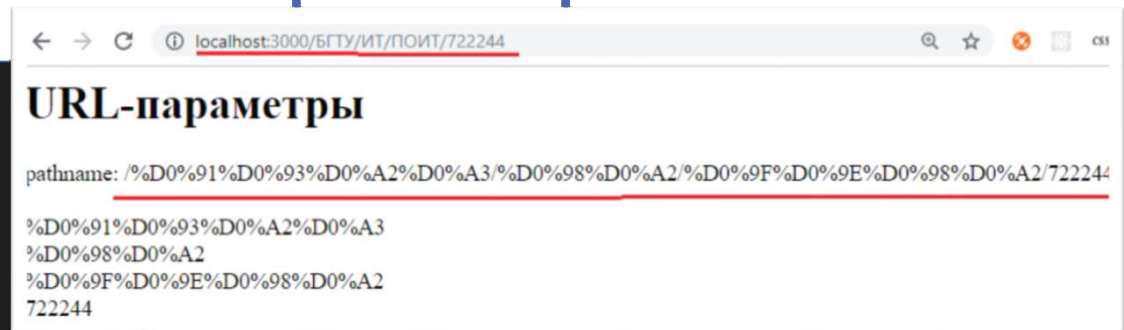 localhost:3000/БГТУ/ИТ/ПОИТ/722244
CSS
URL-параметры
pathname: /%D0%91%D0%93%D0%A2%D0%A3/%D0%98%D0%A2/%D0%9F%D0%9E%D0%98%D0%A2/722244
%D0%91%D0%93%D0%A2%D0%A3
%D0%98%D0%A2
%D0%9F%D0%9E%D0%98%D0%A2
722244